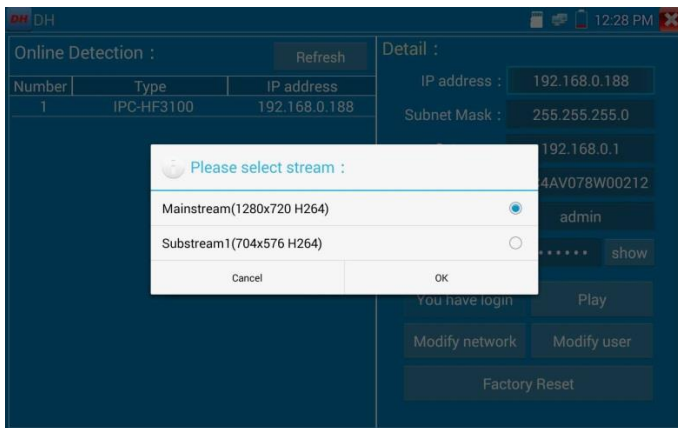 DH DH 12:28 PM
Online Detection : Refresh
Number Type IP address
1 IPC-HF3100 192.168.0.188
Detail :
IP address : 192.168.0.188
Subnet Mask : 255.255.255.0
192.168.0.1
4AV078W00212
admin
•••••• show
You have login Play
Modify network Modify user
Factory Reset
Please select stream :
Mainstream(1280x720 H264)
Substream1(704x576 H264)
Cancel OK